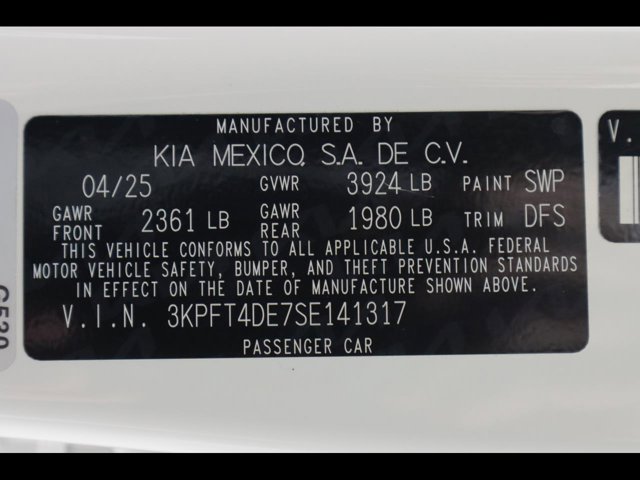 MANUFACTURED BY
KIA MEXICO, S.A. DE C.V.
04/25 GVWR 3924 LB PAINT SWP
GAWR FRONT 2361 LB GAWR REAR 1980 LB TRIM DFS
THIS VEHICLE CONFORMS TO ALL APPLICABLE U.S.A. FEDERAL
MOTOR VEHICLE SAFETY, BUMPER, AND THEFT PREVENTION STANDARDS
IN EFFECT ON THE DATE OF MANUFACTURE SHOWN ABOVE.
V.I.N. 3KPFT4DE7SE141317
PASSENGER CAR
V.